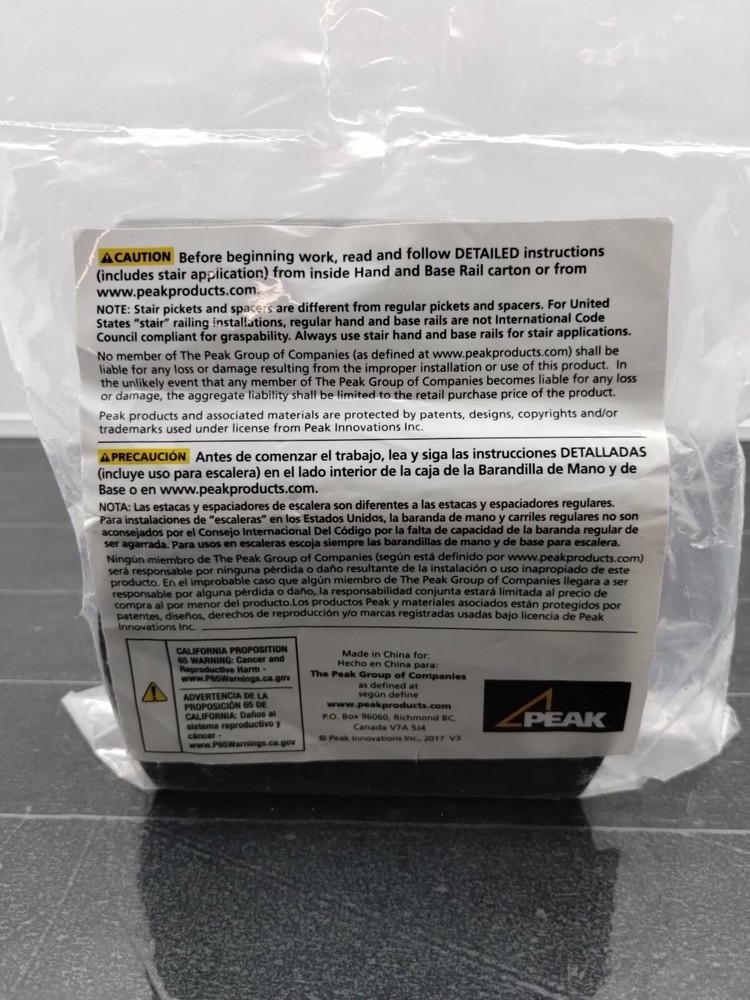 CAUTION Before beginning work, read and follow DETAILED instructions
(includes stair application) from inside Hand and Base Rail carton or from
www.peakproducts.com.
NOTE: Stair pickets and spacers are different from regular pickets and spacers. For United
States "stair" railing installations, regular hand and base rails are not International Code
Council compliant for graspability. Always use stair hand and base rails for stair applications.
No member of The Peak Group of Companies (as defined at www.peakproducts.com) shall be
liable for any loss or damage resulting from the improper installation or use of this product. In
the unlikely event that any member of The Peak Group of Companies becomes liable for any loss
or damage, the aggregate liability shall be limited to the retail purchase price of the product.
Peak products and associated materials are protected by patents, designs, copyrights and/or
trademarks used under license from Peak Innovations Inc.
PRECAUCIÓN Antes de comenzar el trabajo, lea y siga las instrucciones DETALLADAS
(incluye uso para escalera) en el lado interior de la caja de la Barandilla de Mano y de
Base o en www.peakproducts.com.
NOTA: Las estacas y espaciadores de escalera son diferentes a las estacas y espaciadores regulares.
Para instalaciones de "escaleras" en los Estados Unidos, la baranda de mano y carriles regulares no son
aconsejados por el Consejo Internacional Del Código por la falta de capacidad de la baranda regular de
ser agarrada. Para usos en escaleras escoja siempre las barandillas de mano y de base para escalera.
Ningún miembro de The Peak Group of Companies (según está definido por www.peakproducts.com)
será responsable por ninguna pérdida o daño resultante de la instalación o uso inapropiado de este
producto. En el improbable caso que algún miembro de The Peak Group of Companies llegara a ser
responsable por alguna pérdida o daño, la responsabilidad conjunta estará limitada al precio de
compra al por menor del producto.Los productos Peak y materiales asociados están protegidos por
patentes, diseños, derechos de reproducción y/o marcas registradas usadas bajo licencia de Peak
Innovations Inc.
CALIFORNIA PROPOSITION
65 WARNING: Cancer and
Reproductive Harm -
www.P65Warnings.ca.gov
ADVERTENCIA DE LA
PROPOSICIÓN 65 DE
CALIFORNIA: Daños al
sistema reproductivo y
cáncer -
www.P65Warnings.ca.gov
Made in China for:
Hecho en China para:
The Peak Group of Companies
as defined at
según define
www.peakproducts.com
P.O. Box 96060, Richmond BC,
Canada V7A 5J4
© Peak Innovations Inc., 2017 V3
PEAK